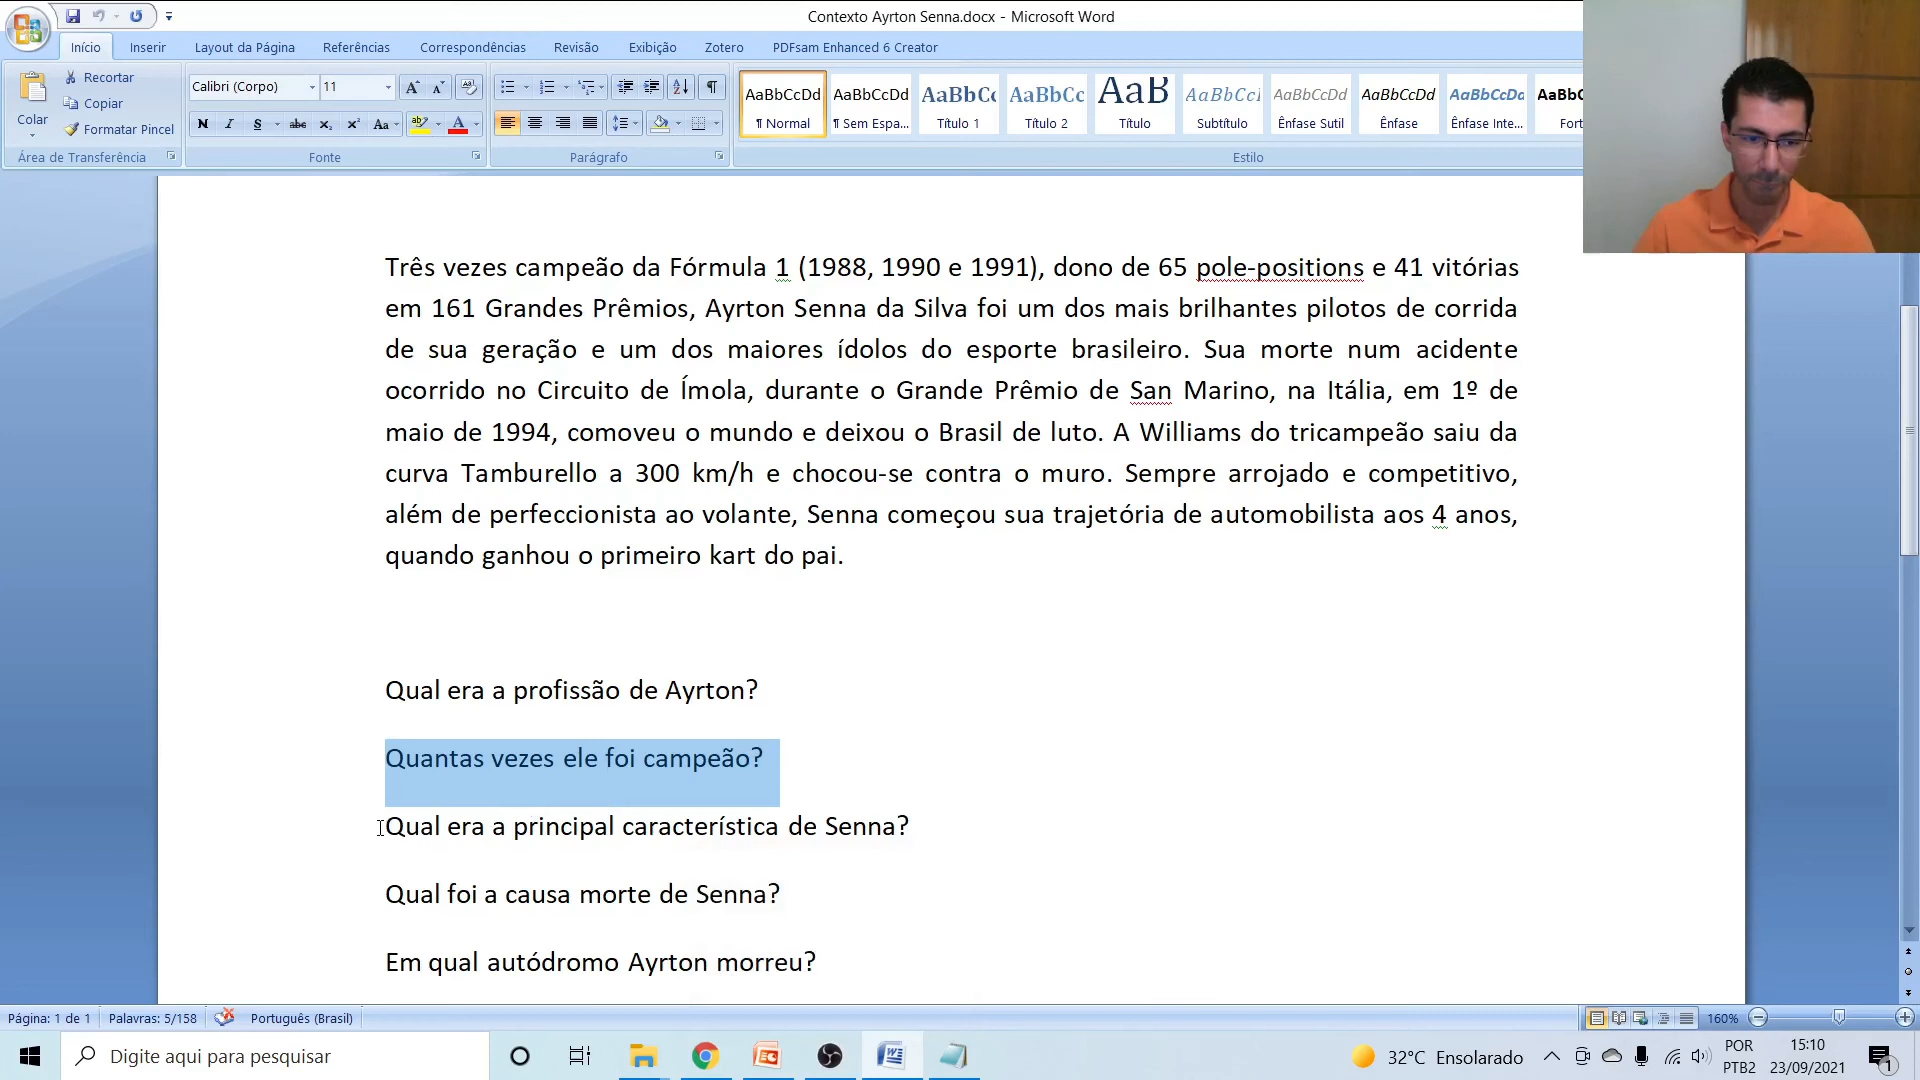 Contexto Ayrton Senna.docx - Microsoft Word
Início Inserir Layout da Página Referências Correspondências Revisão Exibição Zotero PDFsam Enhanced 6 Creator
Colar
Recortar
Copiar
Formatar Pincel
Área de Transferência
Calibri (Corpo) 11
N I S abc x₂ x² Aa A
Fonte
Parágrafo
AaBbCcDd AaBbCcDd AaBbCc AaBbCc AaB AaBbCcI AaBbCcDd AaBbCcDd AaBbCcDd AaBbCc
¶ Normal ¶ Sem Espa... Título 1 Título 2 Título Subtítulo Ênfase Sutil Ênfase Ênfase Inte... Fort
Estilo
Três vezes campeão da Fórmula 1 (1988, 1990 e 1991), dono de 65 pole-positions e 41 vitórias
em 161 Grandes Prêmios, Ayrton Senna da Silva foi um dos mais brilhantes pilotos de corrida
de sua geração e um dos maiores ídolos do esporte brasileiro. Sua morte num acidente
ocorrido no Circuito de Ímola, durante o Grande Prêmio de San Marino, na Itália, em 1º de
maio de 1994, comoveu o mundo e deixou o Brasil de luto. A Williams do tricampeão saiu da
curva Tamburello a 300 km/h e chocou-se contra o muro. Sempre arrojado e competitivo,
além de perfeccionista ao volante, Senna começou sua trajetória de automobilista aos 4 anos,
quando ganhou o primeiro kart do pai.
Qual era a profissão de Ayrton?
Quantas vezes ele foi campeão?
Qual era a principal característica de Senna?
Qual foi a causa morte de Senna?
Em qual autódromo Ayrton morreu?
Página: 1 de 1 Palavras: 5/158 Português (Brasil) 160%
Digite aqui para pesquisar
32°C Ensolarado
POR
PTB2
15:10
23/09/2021
1